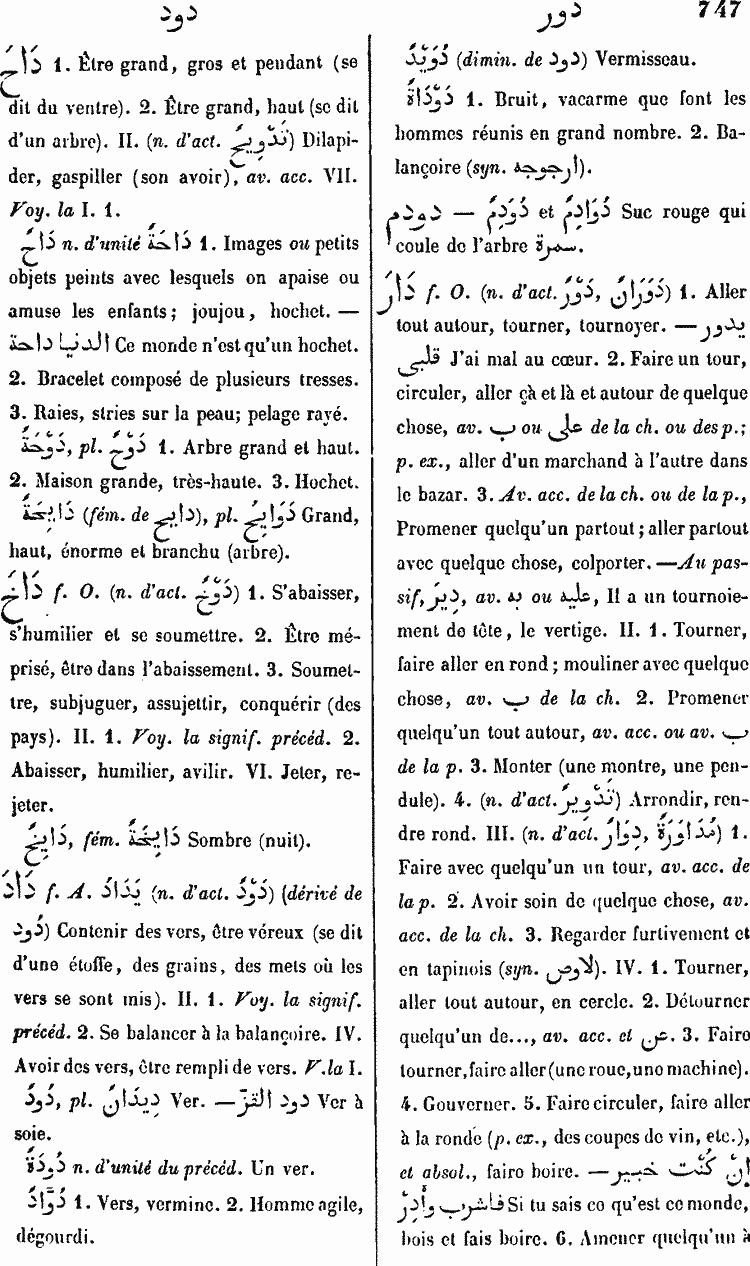 دود
دَاحَ 1. Être grand, gros et pendant (se
dit du ventre). 2. Être grand, haut (se dit
d'un arbre). II. (n. d'act. تَدْوِيحٌ) Dilapi-
der, gaspiller (son avoir), av. acc. VII.
Voy. la I. 1.
دَاحٌ n. d'unité دَاحَةٌ 1. Images ou petits
objets peints avec lesquels on apaise ou
amuse les enfants; joujou, hochet. —
الدنيا داحة Ce monde n'est qu'un hochet.
2. Bracelet composé de plusieurs tresses.
3. Raies, stries sur la peau; pelage rayé.
دَوْحَةٌ, pl. دَوْحٌ 1. Arbre grand et haut.
2. Maison grande, très-haute. 3. Hochet.
دَايِحَةٌ (fém. de دايح), pl. دَوَايِحُ Grand,
haut, énorme et branchu (arbre).
دَاخَ f. O. (n. d'act. دَوْخٌ) 1. S'abaisser,
s'humilier et se soumettre. 2. Être mé-
prisé, être dans l'abaissement. 3. Soumet-
tre, subjuguer, assujettir, conquérir (des
pays). II. 1. Voy. la signif. précéd. 2.
Abaisser, humilier, avilir. VI. Jeter, re-
jeter.
دَايِخٌ, fém. دَايِخَةٌ Sombre (nuit).
دَادَ f. A. يَدَادُ (n. d'act. دَوْدٌ) (dérivé de
دُود) Contenir des vers, être véreux (se dit
d'une étoffe, des grains, des mets où les
vers se sont mis). II. 1. Voy. la signif.
précéd. 2. Se balancer à la balançoire. IV.
Avoir des vers, être rempli de vers. V. la I.
دُودٌ, pl. دِيدَانٌ Ver. — دود القزّ Ver à
soie.
دُودَةٌ n. d'unité du précéd. Un ver.
دُوَّادٌ 1. Vers, vermine. 2. Homme agile,
dégourdi.
دور 747
دُوَيْدٌ (dimin. de دود) Vermisseau.
دَوْدَاةٌ 1. Bruit, vacarme que font les
hommes réunis en grand nombre. 2. Ba-
lançoire (syn. ارجوحه).
دودم — دُوَدِمٌ et دُوَادِمٌ Suc rouge qui
coule de l'arbre سمرة.
دَارَ f. O. (n. d'act. دَوْرٌ, دَوَرَانٌ) 1. Aller
tout autour, tourner, tournoyer. — يدور
قلبى J'ai mal au cœur. 2. Faire un tour,
circuler, aller çà et là et autour de quelque
chose, av. ب ou على de la ch. ou des p.;
p. ex., aller d'un marchand à l'autre dans
le bazar. 3. Av. acc. de la ch. ou de la p.,
Promener quelqu'un partout; aller partout
avec quelque chose, colporter. — Au pas-
sif, دِيرَ, av. به ou عليه, Il a un tournoie-
ment de tête, le vertige. II. 1. Tourner,
faire aller en rond; mouliner avec quelque
chose, av. ب de la ch. 2. Promener
quelqu'un tout autour, av. acc. ou av. ب
de la p. 3. Monter (une montre, une pen-
dule). 4. (n. d'act. تَدْوِيرٌ) Arrondir, ren-
dre rond. III. (n. d'act. دِوَارٌ, مُدَاوَرَةٌ) 1.
Faire avec quelqu'un un tour, av. acc. de
la p. 2. Avoir soin de quelque chose, av.
acc. de la ch. 3. Regarder furtivement et
en tapinois (syn. لاوص). IV. 1. Tourner,
aller tout autour, en cercle. 2. Détourner
quelqu'un de..., av. acc. et عن. 3. Faire
tourner, faire aller (une roue, une machine).
4. Gouverner. 5. Faire circuler, faire aller
à la ronde (p. ex., des coupes de vin, etc.),
et absol., faire boire. — إِنْ كُنْتَ خبير
فاشرب وأَدِرْ Si tu sais ce qu'est ce monde,
bois et fais boire. 6. Amener quelqu'un à